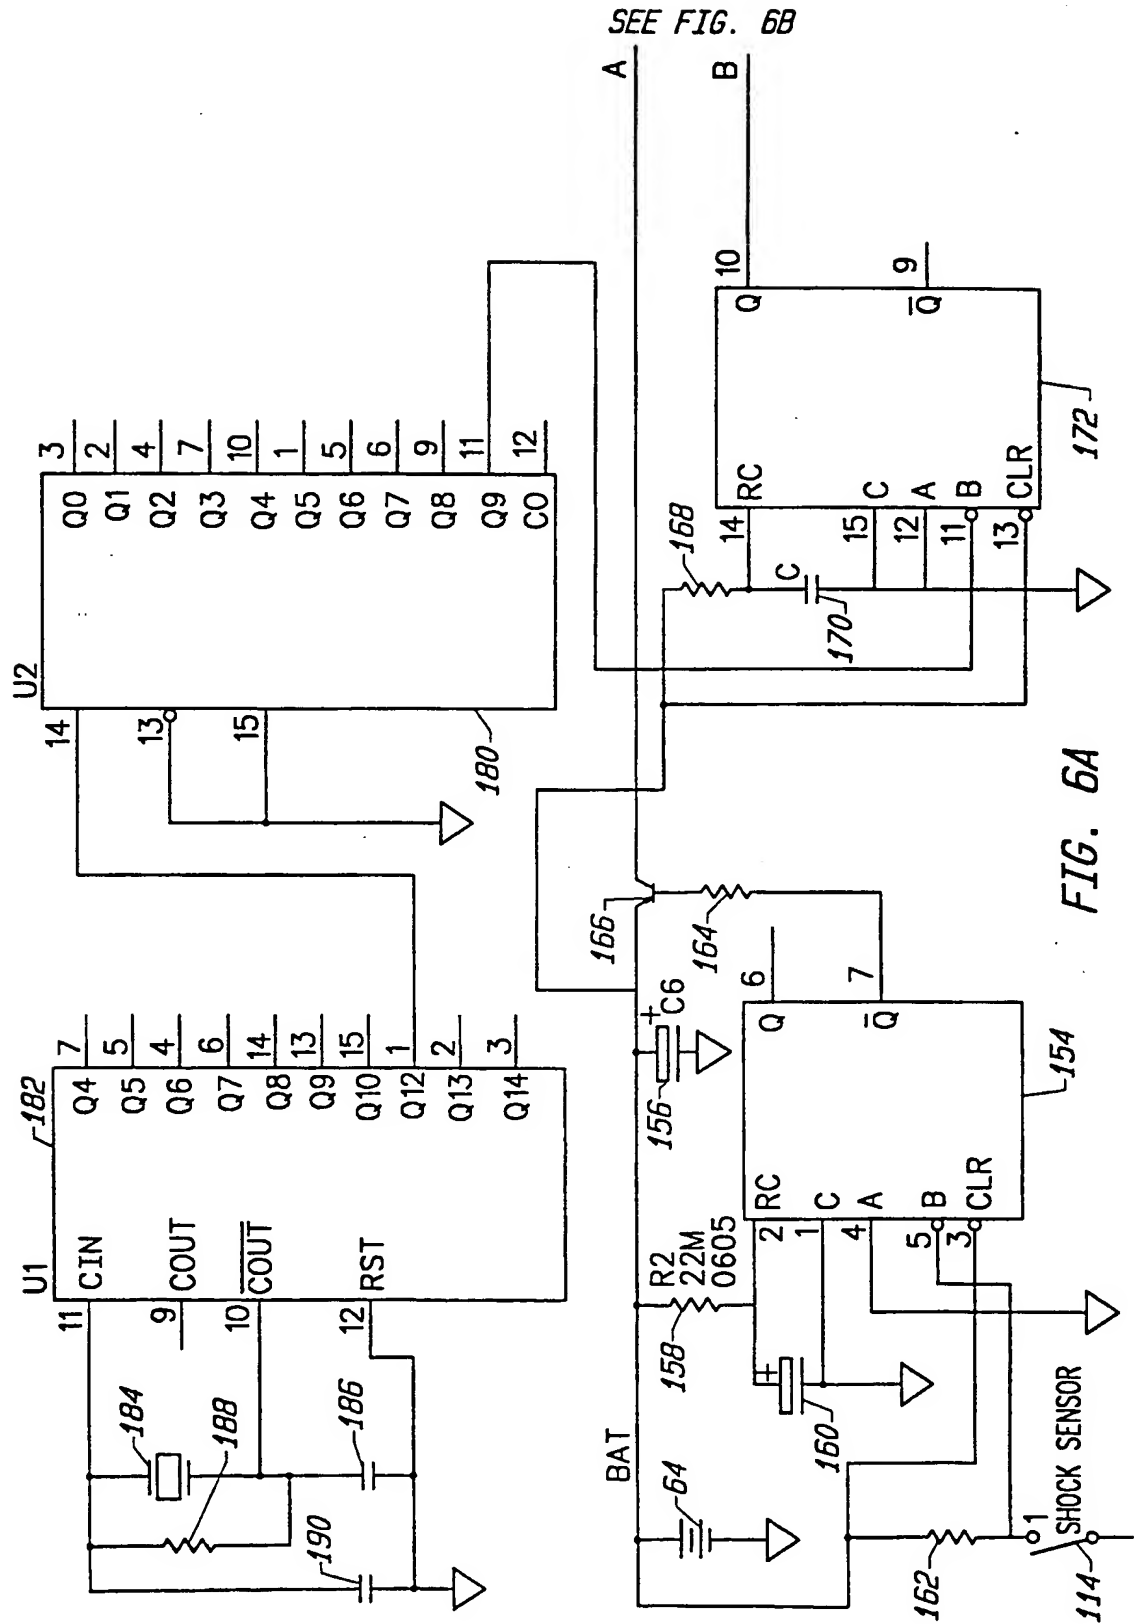 SEE FIG. 6B
A
B
U1
182
11 CIN
9 COUT
10 COUT
12 RST
Q4 7
Q5 5
Q6 4
Q7 6
Q8 14
Q9 13
Q10 15
Q12 1
Q13 2
Q14 3
184
188
186
190
U2
14
13
15
180
Q0 3
Q1 2
Q2 4
Q3 7
Q4 10
Q5 1
Q6 5
Q7 6
Q8 9
Q9 11
CO 12
BAT
64
R2
22M
0605
158
160
156
C6
166
164
162
1
SHOCK SENSOR
114
2 RC
1 C
4 A
5 B
3 CLR
Q 6
Q 7
154
168
C
170
14 RC
15 C
12 A
11 B
13 CLR
Q 10
Q 9
172
FIG. 6A